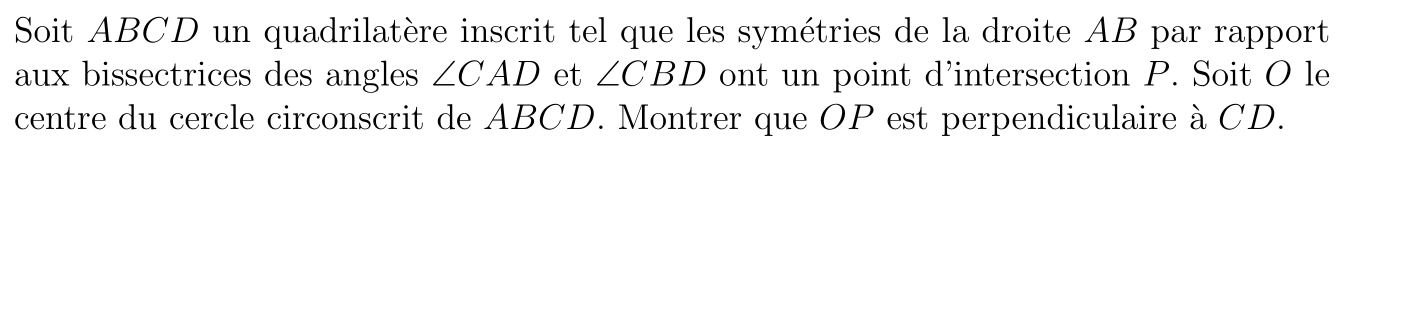 Soit ABCD un quadrilatère inscrit tel que les symétries de la droite AB par rapport
aux bissectrices des angles ∠CAD et ∠CBD ont un point d'intersection P. Soit O le
centre du cercle circonscrit de ABCD. Montrer que OP est perpendiculaire à CD.